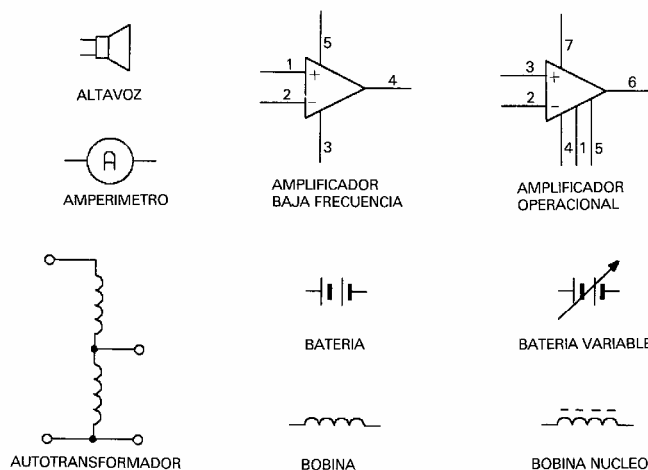 5
7
1
+
4
3
+
6
2
−
2
−
3
4
1
5
ALTAVOZ
A
AMPERIMETRO
AMPLIFICADOR
BAJA FRECUENCIA
AMPLIFICADOR
OPERACIONAL
BATERIA
BATERIA VARIABLE
AUTOTRANSFORMADOR
BOBINA
BOBINA NUCLEO